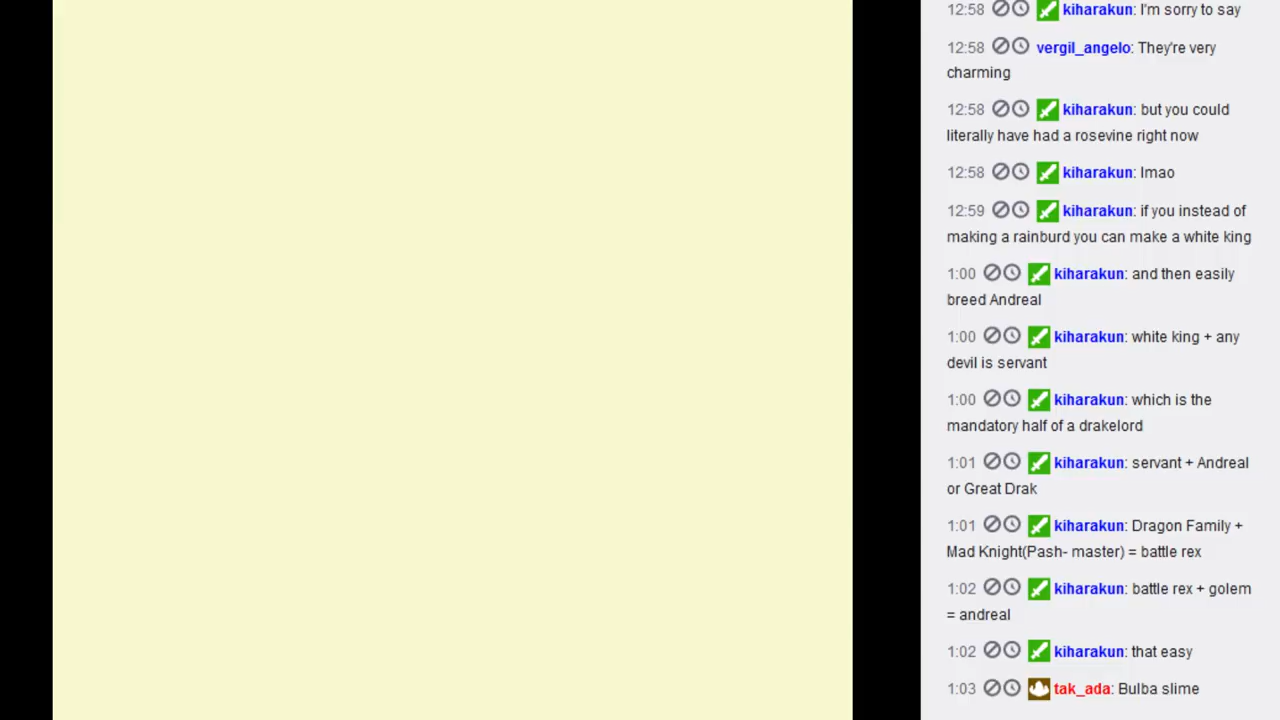 12:58 kiharakun: I'm sorry to say
12:58 vergil_angelo: They're very
charming
12:58 kiharakun: but you could
literally have had a rosevine right now
12:58 kiharakun: lmao
12:59 kiharakun: if you instead of
making a rainburd you can make a white king
1:00 kiharakun: and then easily
breed Andreal
1:00 kiharakun: white king + any
devil is servant
1:00 kiharakun: which is the
mandatory half of a drakelord
1:01 kiharakun: servant + Andreal
or Great Drak
1:01 kiharakun: Dragon Family +
Mad Knight(Pash- master) = battle rex
1:02 kiharakun: battle rex + golem
= andreal
1:02 kiharakun: that easy
1:03 tak_ada: Bulba slime